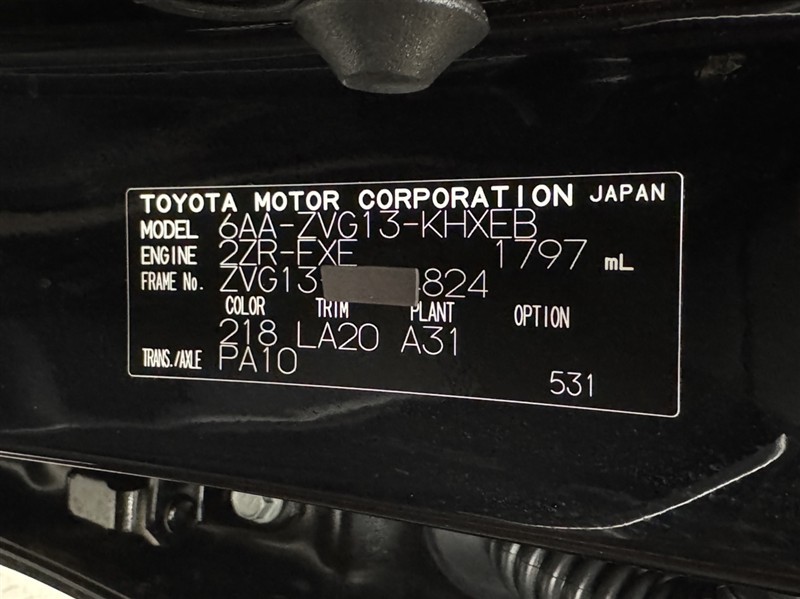 TOYOTA MOTOR CORPORATION JAPAN
MODEL 6AA-ZVG13-KHXEB
ENGINE 2ZR-FXE 1797 mL
FRAME No. ZVG13 824
COLOR TRIM PLANT OPTION
218 LA20 A31
TRANS./AXLE PA10
531